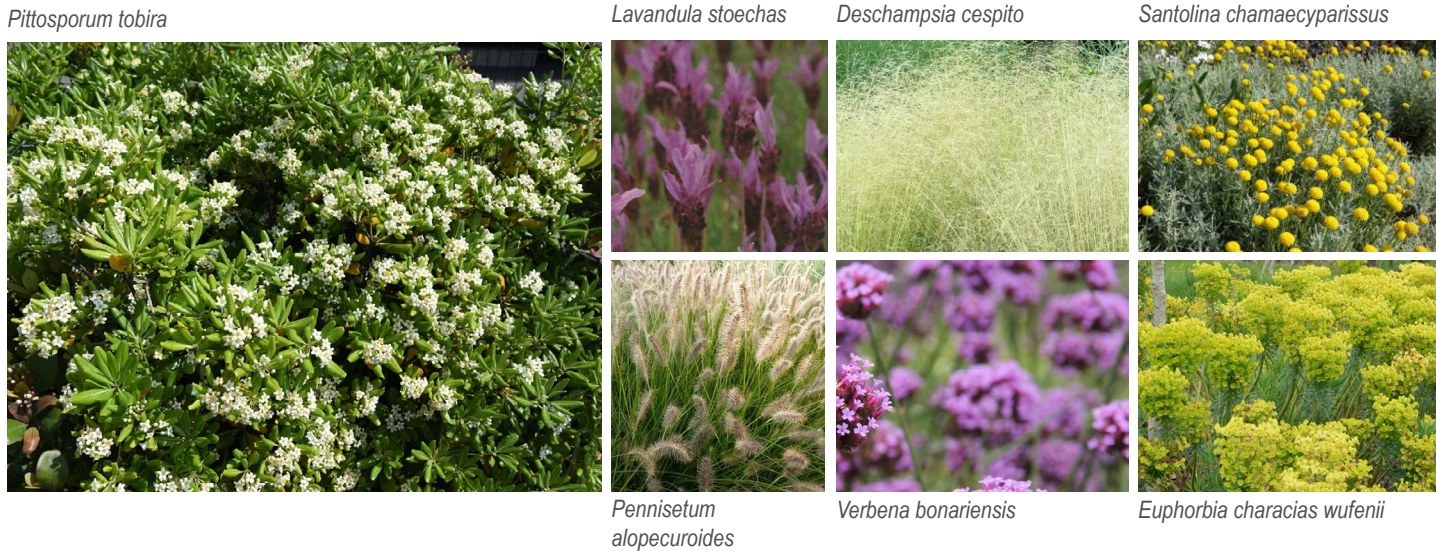 Pittosporum tobira
Lavandula stoechas
Deschampsia cespito
Santolina chamaecyparissus
Pennisetum
alopecuroides
Verbena bonariensis
Euphorbia characias wufenii